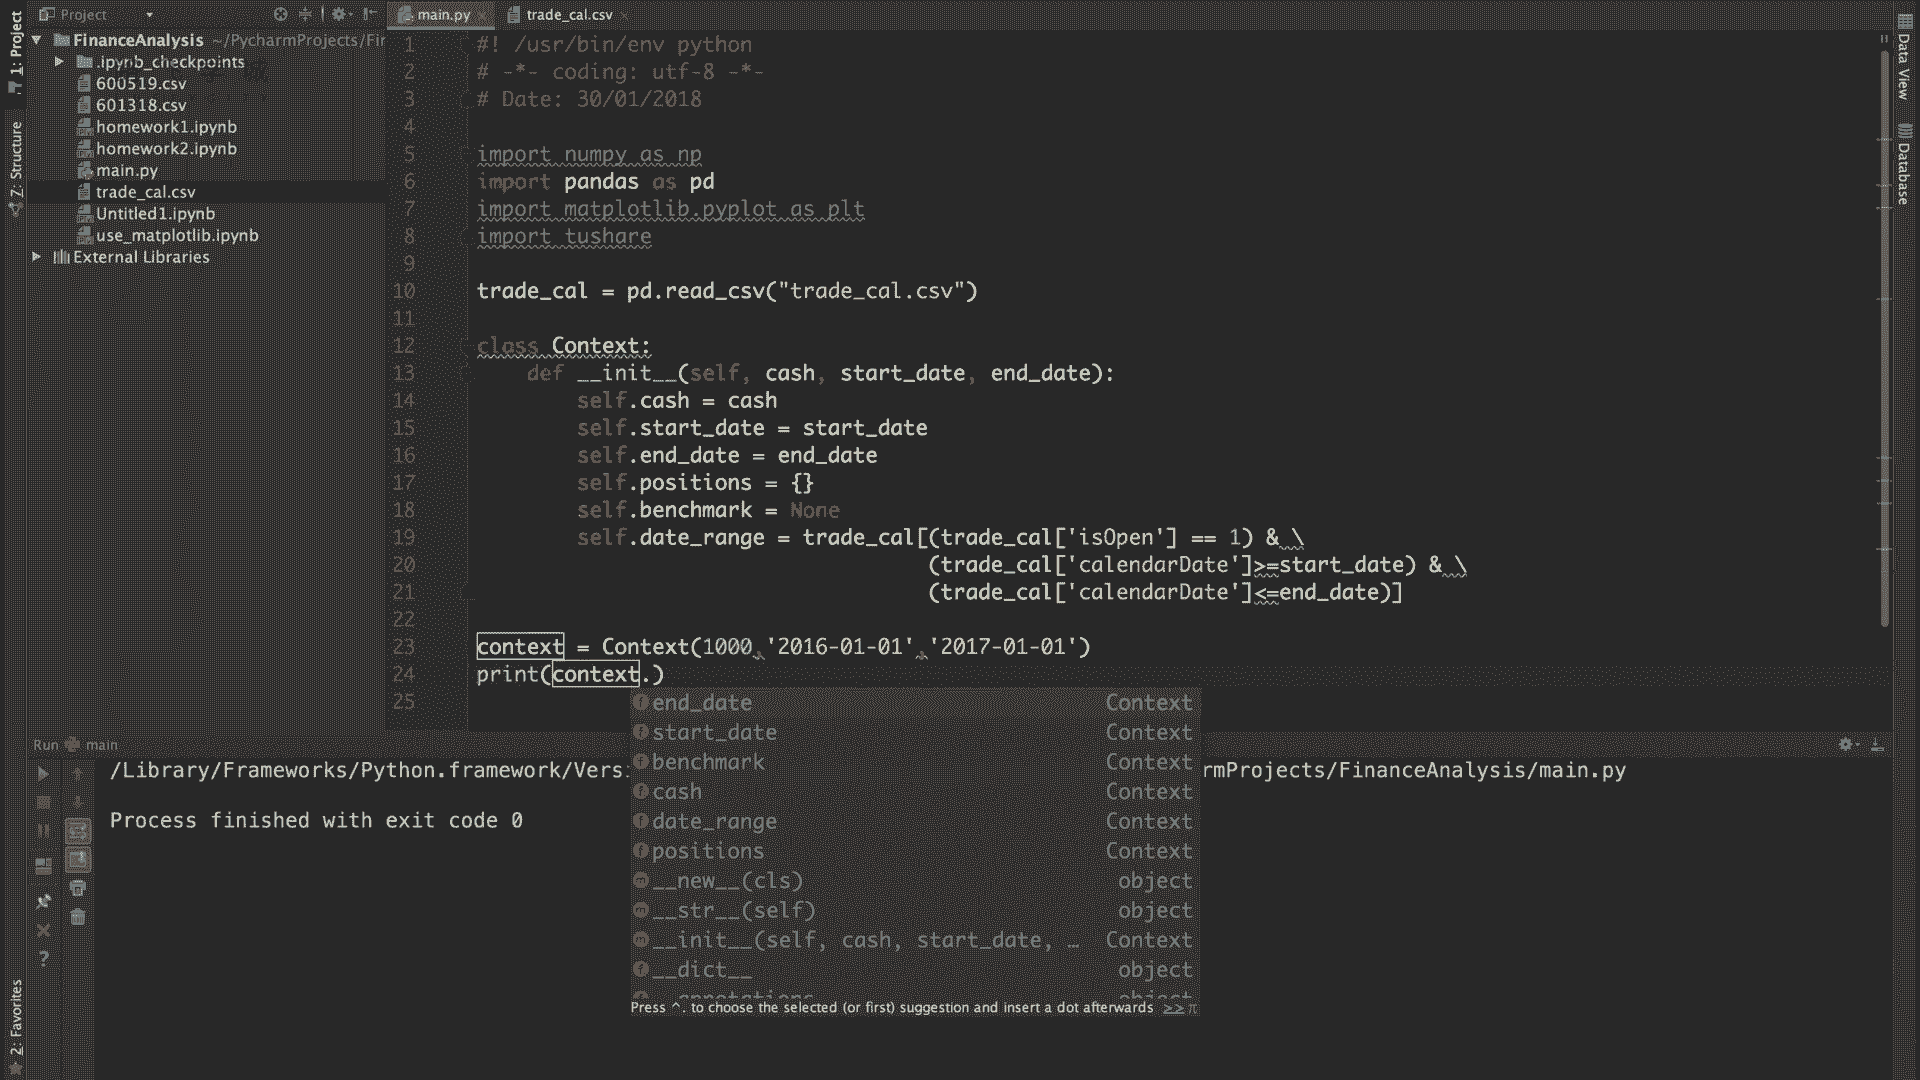 Project
main.py
trade_cal.csv
1: Project
Z: Structure
2: Favorites
Data View
Database
FinanceAnalysis ~/PycharmProjects/Fir
.ipynb_checkpoints
600519.csv
601318.csv
homework1.ipynb
homework2.ipynb
main.py
trade_cal.csv
Untitled1.ipynb
use_matplotlib.ipynb
External Libraries
1 #! /usr/bin/env python
2 # -*- coding: utf-8 -*-
3 # Date: 30/01/2018
4
5 import numpy as np
6 import pandas as pd
7 import matplotlib.pyplot as plt
8 import tushare
9
10 trade_cal = pd.read_csv("trade_cal.csv")
11
12 class Context:
13 def __init__(self, cash, start_date, end_date):
14 self.cash = cash
15 self.start_date = start_date
16 self.end_date = end_date
17 self.positions = {}
18 self.benchmark = None
19 self.date_range = trade_cal[(trade_cal['isOpen'] == 1) & \
20 (trade_cal['calendarDate']>=start_date) & \
21 (trade_cal['calendarDate']<=end_date)]
22
23 context = Context(1000,'2016-01-01','2017-01-01')
24 print(context.)
25
end_date Context
start_date Context
benchmark Context
cash Context
date_range Context
positions Context
__new__(cls) object
__str__(self) object
__init__(self, cash, start_date, … Context
__dict__ object
Press ^. to choose the selected (or first) suggestion and insert a dot afterwards >> π
Run main
/Library/Frameworks/Python.framework/Vers
rmProjects/FinanceAnalysis/main.py
Process finished with exit code 0